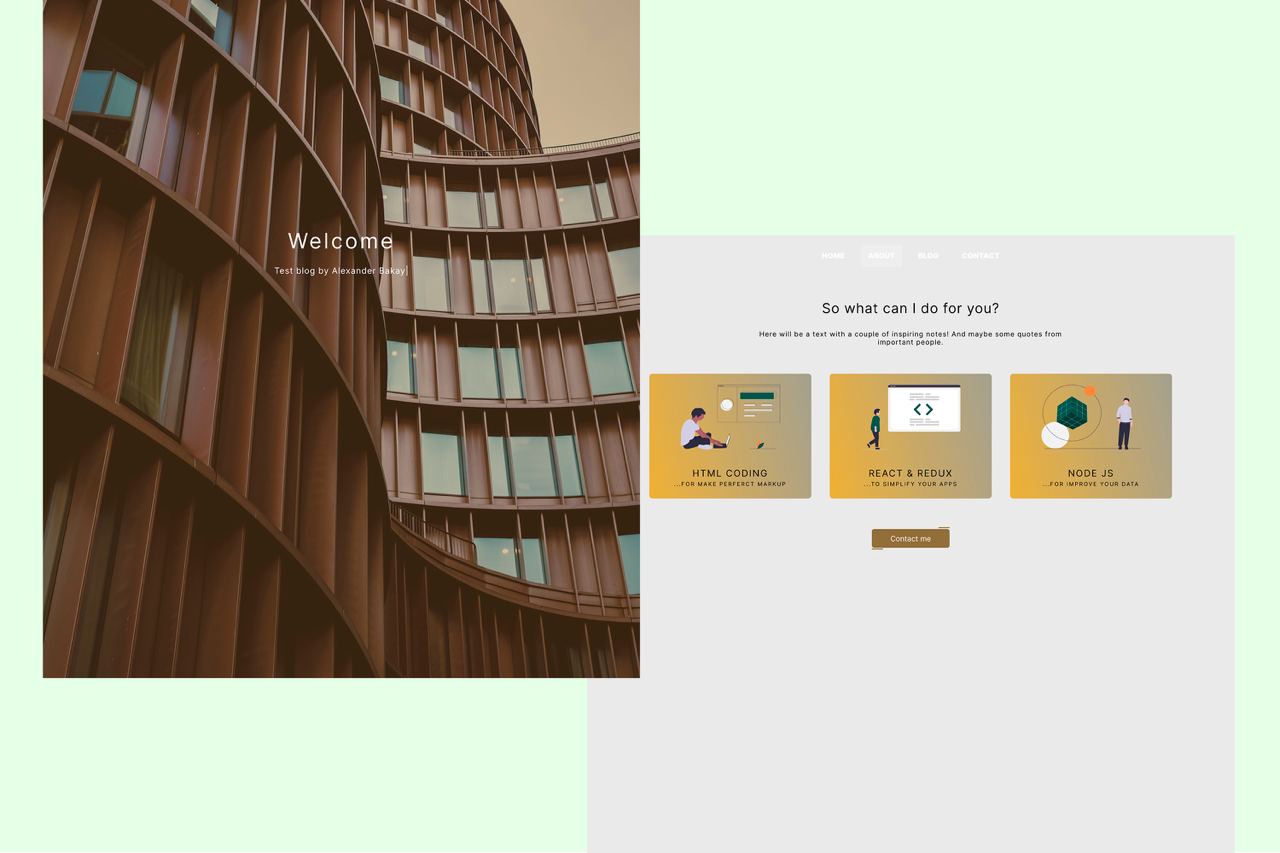 Welcome
Test blog by Alexander Bakay|
HOME ABOUT BLOG CONTACT
So what can I do for you?
Here will be a text with a couple of inspiring notes! And maybe some quotes from
important people.
HTML CODING
...FOR MAKE PERFERCT MARKUP
REACT & REDUX
...TO SIMPLIFY YOUR APPS
NODE JS
...FOR IMPROVE YOUR DATA
Contact me